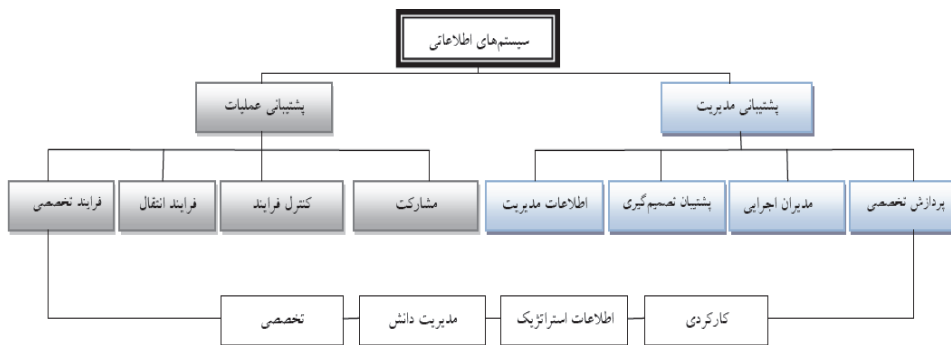 سیستم‌های اطلاعاتی
پشتیبانی مدیریت
پشتیبانی عملیات
پردازش تخصصی
مدیران اجرایی
پشتیبان تصمیم‌گیری
اطلاعات مدیریت
مشارکت
کنترل فرایند
فرایند انتقال
فرایند تخصصی
کارکردی
اطلاعات استراتژیک
مدیریت دانش
تخصصی